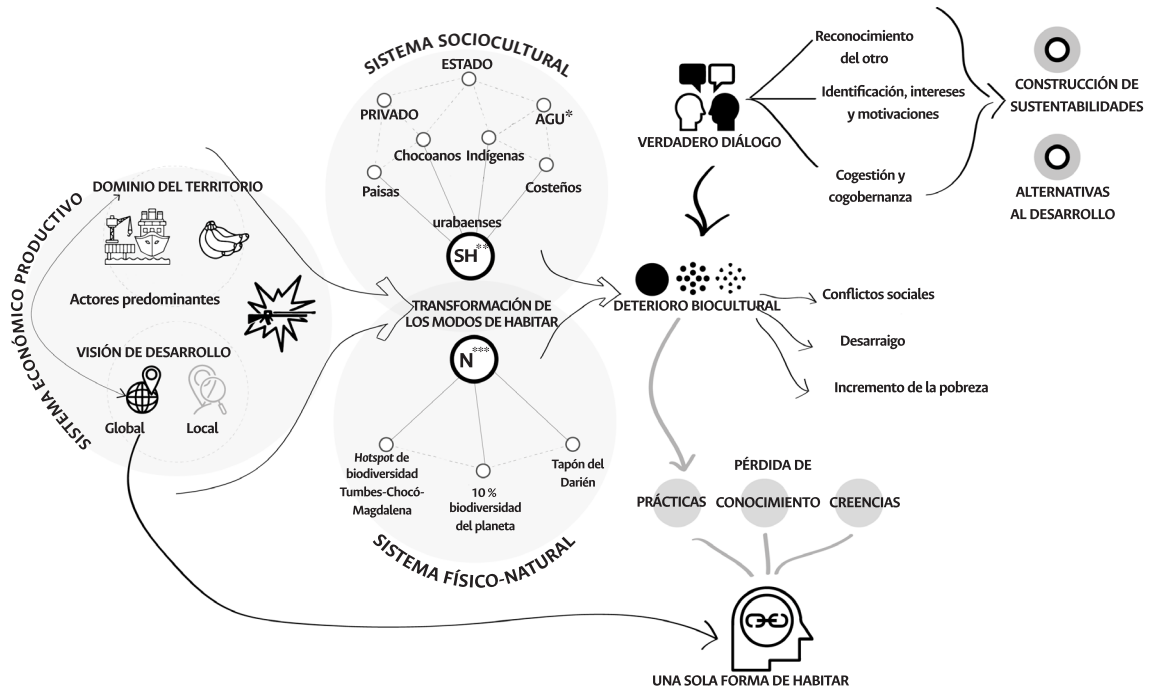 SISTEMA ECONÓMICO PRODUCTIVO
DOMINIO DEL TERRITORIO
Actores predominantes
VISIÓN DE DESARROLLO
Global
Local
SISTEMA SOCIOCULTURAL
ESTADO
PRIVADO
AGU*
Chocoanos
Indígenas
Paisas
Costeños
urabaenses
SH**
TRANSFORMACIÓN DE
LOS MODOS DE HABITAR
N***
Hotspot de
biodiversidad
Tumbes-Chocó-
Magdalena
10 %
biodiversidad
del planeta
Tapón del
Darién
SISTEMA FÍSICO-NATURAL
VERDADERO DIÁLOGO
Reconocimiento
del otro
Identificación, intereses
y motivaciones
Cogestión y
cogobernanza
CONSTRUCCIÓN DE
SUSTENTABILIDADES
ALTERNATIVAS
AL DESARROLLO
DETERIORO BIOCULTURAL
Conflictos sociales
Desarraigo
Incremento de la pobreza
PÉRDIDA DE
PRÁCTICAS
CONOCIMIENTO
CREENCIAS
UNA SOLA FORMA DE HABITAR